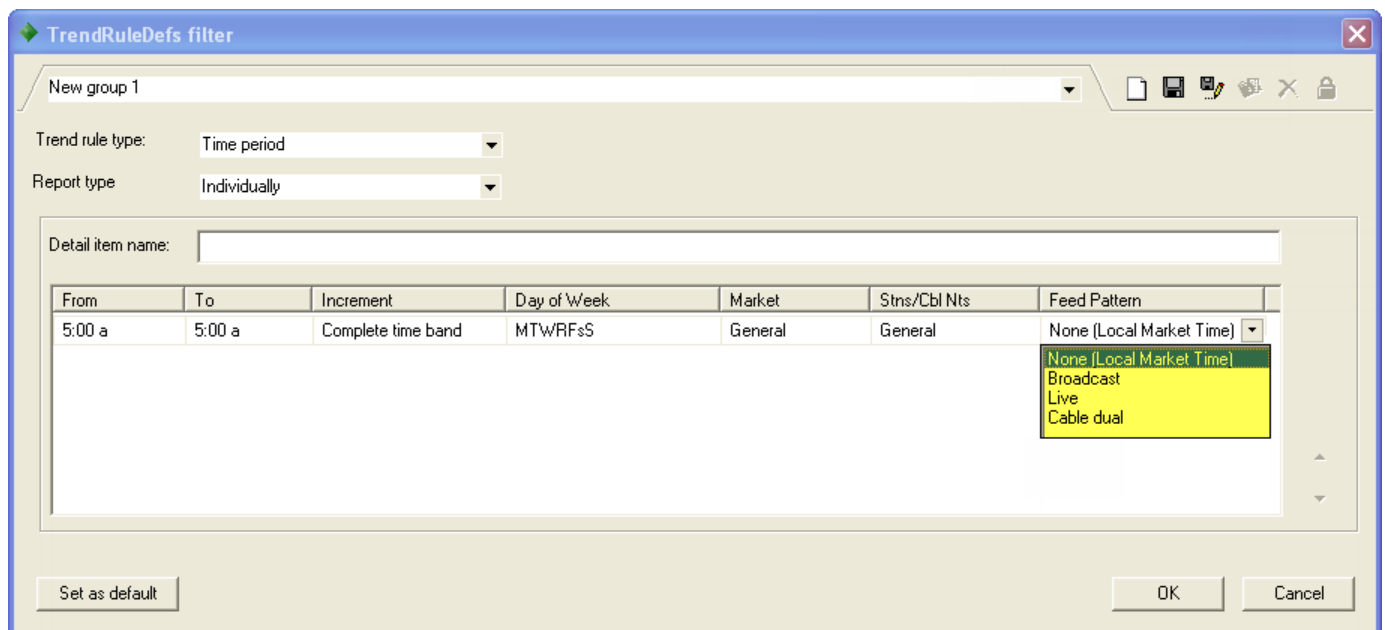 TrendRuleDefs filter
New group 1
Trend rule type: Time period
Report type Individually
Detail item name:
From To Increment Day of Week Market Stns/Cbl Nts Feed Pattern
5:00 a 5:00 a Complete time band MTWRFsS General General None (Local Market Time)
None (Local Market Time)
Broadcast
Live
Cable dual
Set as default OK Cancel